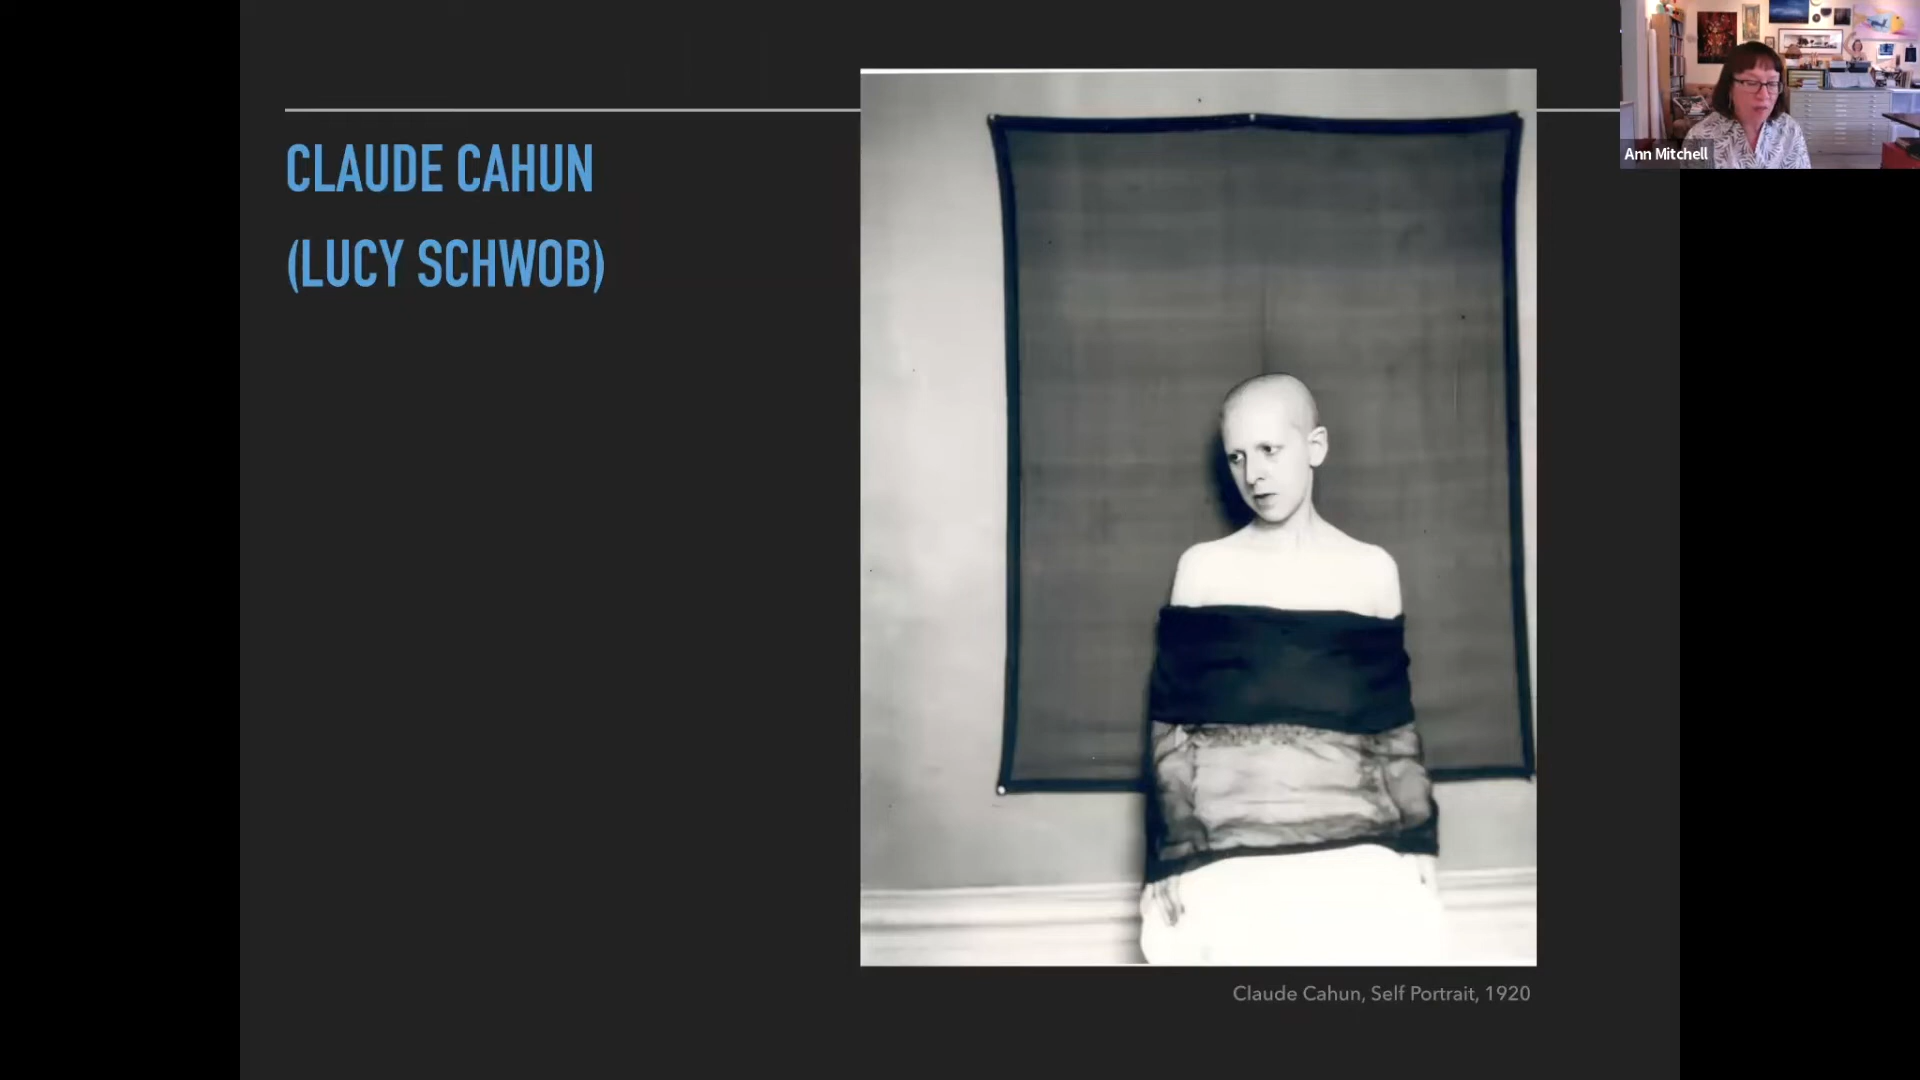 CLAUDE CAHUN
(LUCY SCHWOB)
Claude Cahun, Self Portrait, 1920
Ann Mitchell